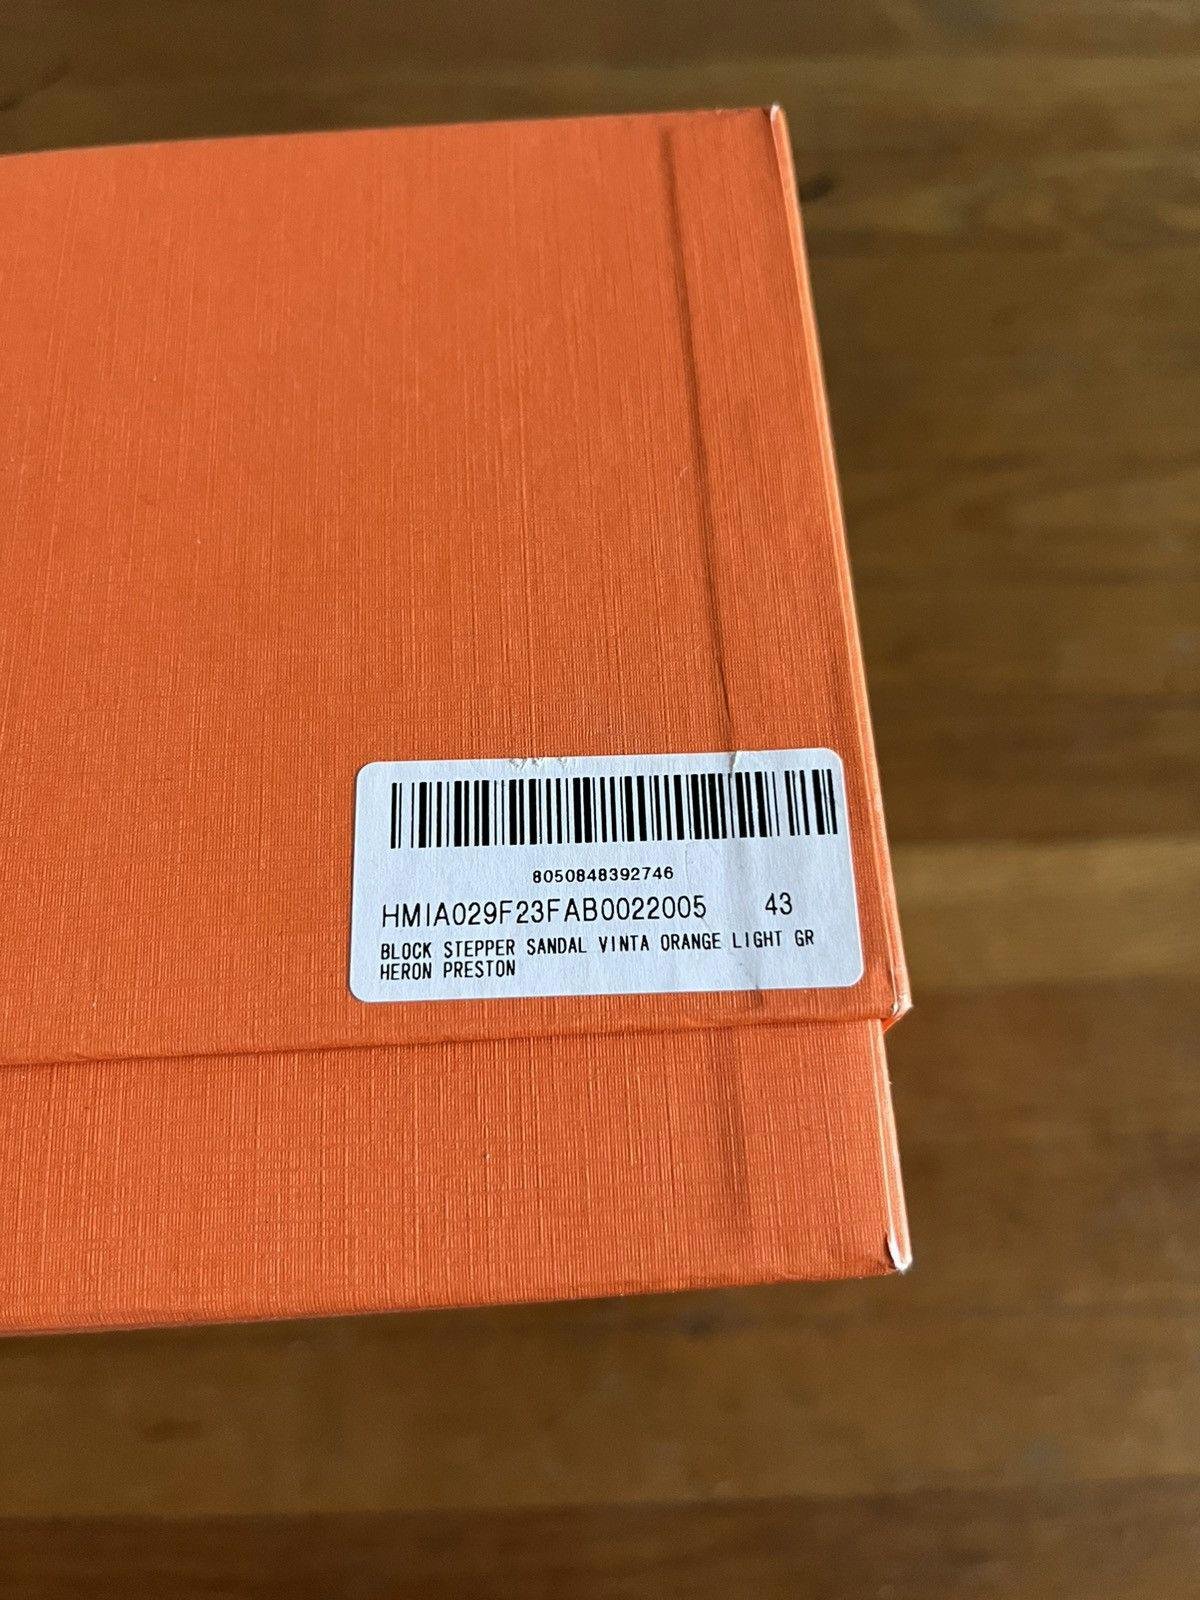 8050848392746
HMIA029F23FAB0022005 43
BLOCK STEPPER SANDAL VINTA ORANGE LIGHT GR
HERON PRESTON